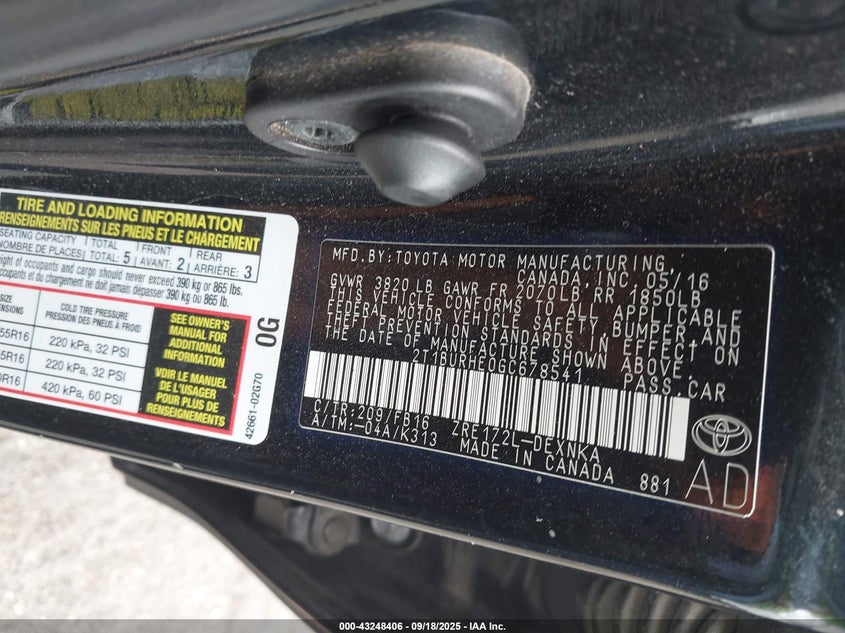 TIRE AND LOADING INFORMATION
RENSEIGNEMENTS SUR LES PNEUS ET LE CHARGEMENT
SEATING CAPACITY TOTAL 5 FRONT 2 REAR 3
NOMBRE DE PLACES: TOTAL: AVANT: ARRIÈRE:
ight of occupants and cargo should never exceed 390 kg or 865 lbs.
occupants et du chargement ne doit jamais dépasser 390 kg ou 865 lb.
SIZE
ENSIONS
COLD TIRE PRESSURE
PRESSION DES PNEUS À FROID
55R16 220 kPa, 32 PSI
5R16 220 kPa, 32 PSI
0R16 420 kPa, 60 PSI
SEE OWNER'S
MANUAL FOR
ADDITIONAL
INFORMATION
VOIR LE MANUEL
DE L'USAGER
POUR PLUS DE
RENSEIGNEMENTS
0G
42661-02G70
MFD.BY:TOYOTA MOTOR MANUFACTURING,
CANADA, INC. 05/16
GVWR 3820 LB GAWR FR 2070LB RR 1850LB
THIS VEHICLE CONFORMS TO ALL APPLICABLE
FEDERAL MOTOR VEHICLE SAFETY, BUMPER, AND
THEFT PREVENTION STANDARDS IN EFFECT ON
THE DATE OF MANUFACTURE SHOWN ABOVE.
2T1BURHE0GC678541 PASS.CAR
C/TR:209/FB16 ZRE172L-DEXNKA
A/TM:-04A/K313 MADE IN CANADA 881
AD
000-43248406 - 09/18/2025 - IAA Inc.